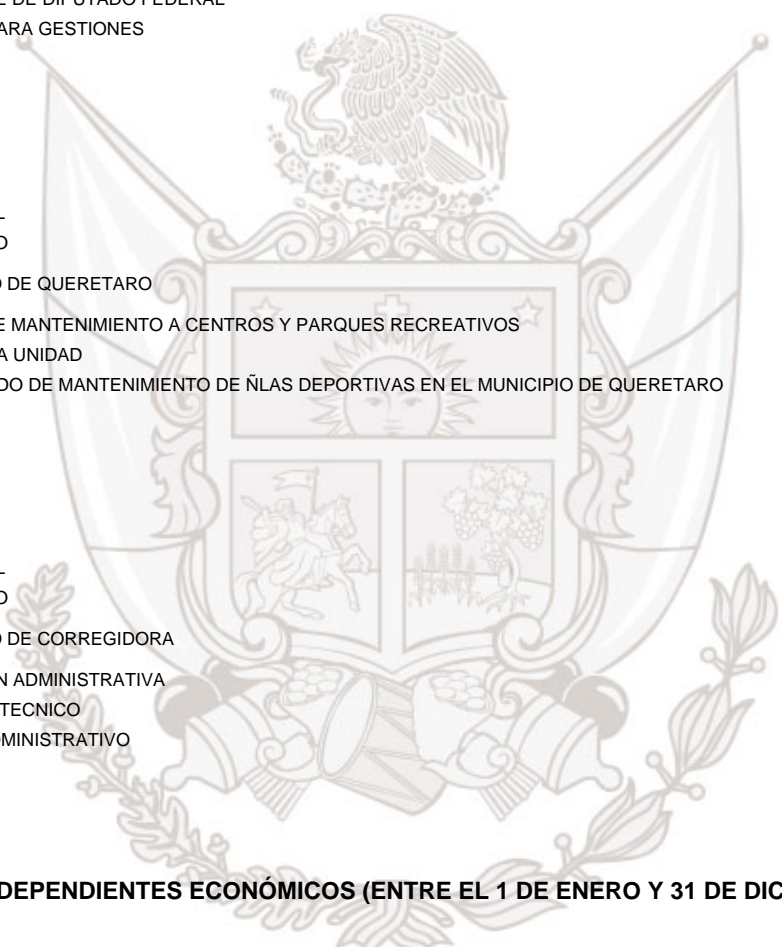 E DE DIPUTADO FEDERAL
ARA GESTIONES
O
O DE QUERETARO
E MANTENIMIENTO A CENTROS Y PARQUES RECREATIVOS
A UNIDAD
DO DE MANTENIMIENTO DE ÑLAS DEPORTIVAS EN EL MUNICIPIO DE QUERETARO
O
O DE CORREGIDORA
N ADMINISTRATIVA
TECNICO
DMINISTRATIVO
DEPENDIENTES ECONÓMICOS (ENTRE EL 1 DE ENERO Y 31 DE DIC